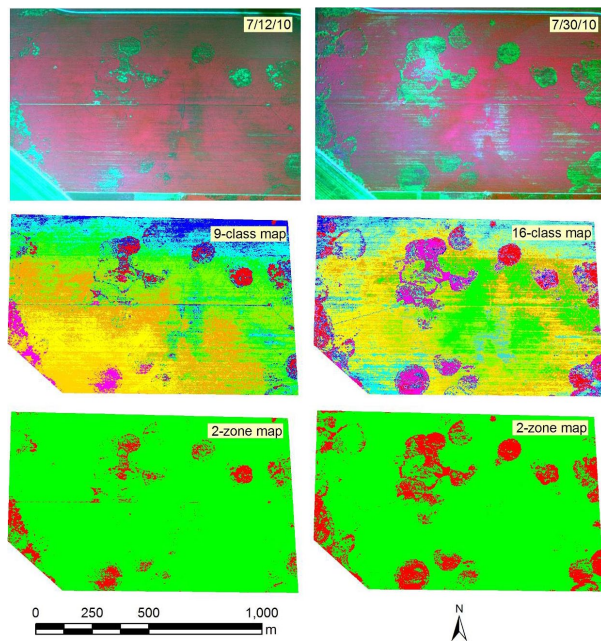 7/12/10
7/30/10
9-class map
16-class map
2-zone map
2-zone map
0 250 500 1,000
m
N